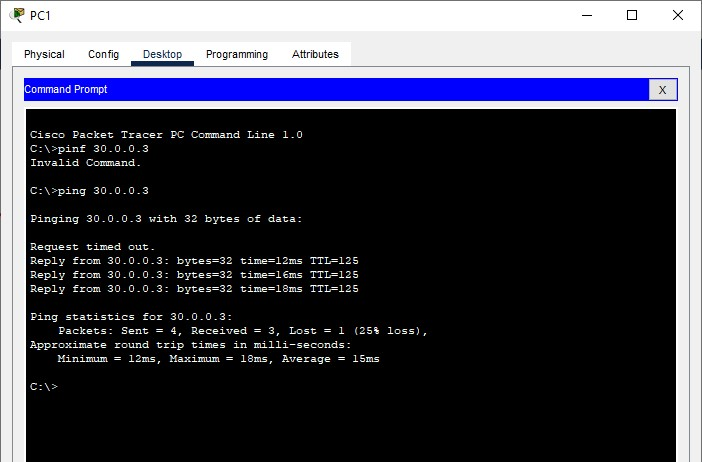 PC1
Physical Config Desktop Programming Attributes
Command Prompt X
Cisco Packet Tracer PC Command Line 1.0
C:\>pinf 30.0.0.3
Invalid Command.
C:\>ping 30.0.0.3
Pinging 30.0.0.3 with 32 bytes of data:
Request timed out.
Reply from 30.0.0.3: bytes=32 time=12ms TTL=125
Reply from 30.0.0.3: bytes=32 time=16ms TTL=125
Reply from 30.0.0.3: bytes=32 time=18ms TTL=125
Ping statistics for 30.0.0.3:
Packets: Sent = 4, Received = 3, Lost = 1 (25% loss),
Approximate round trip times in milli-seconds:
Minimum = 12ms, Maximum = 18ms, Average = 15ms
C:\>